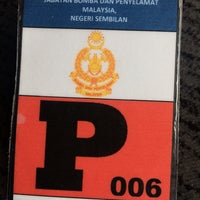 JABATAN BOMBA DAN PENYELAMAT
MALAYSIA,
NEGERI SEMBILAN
P
006